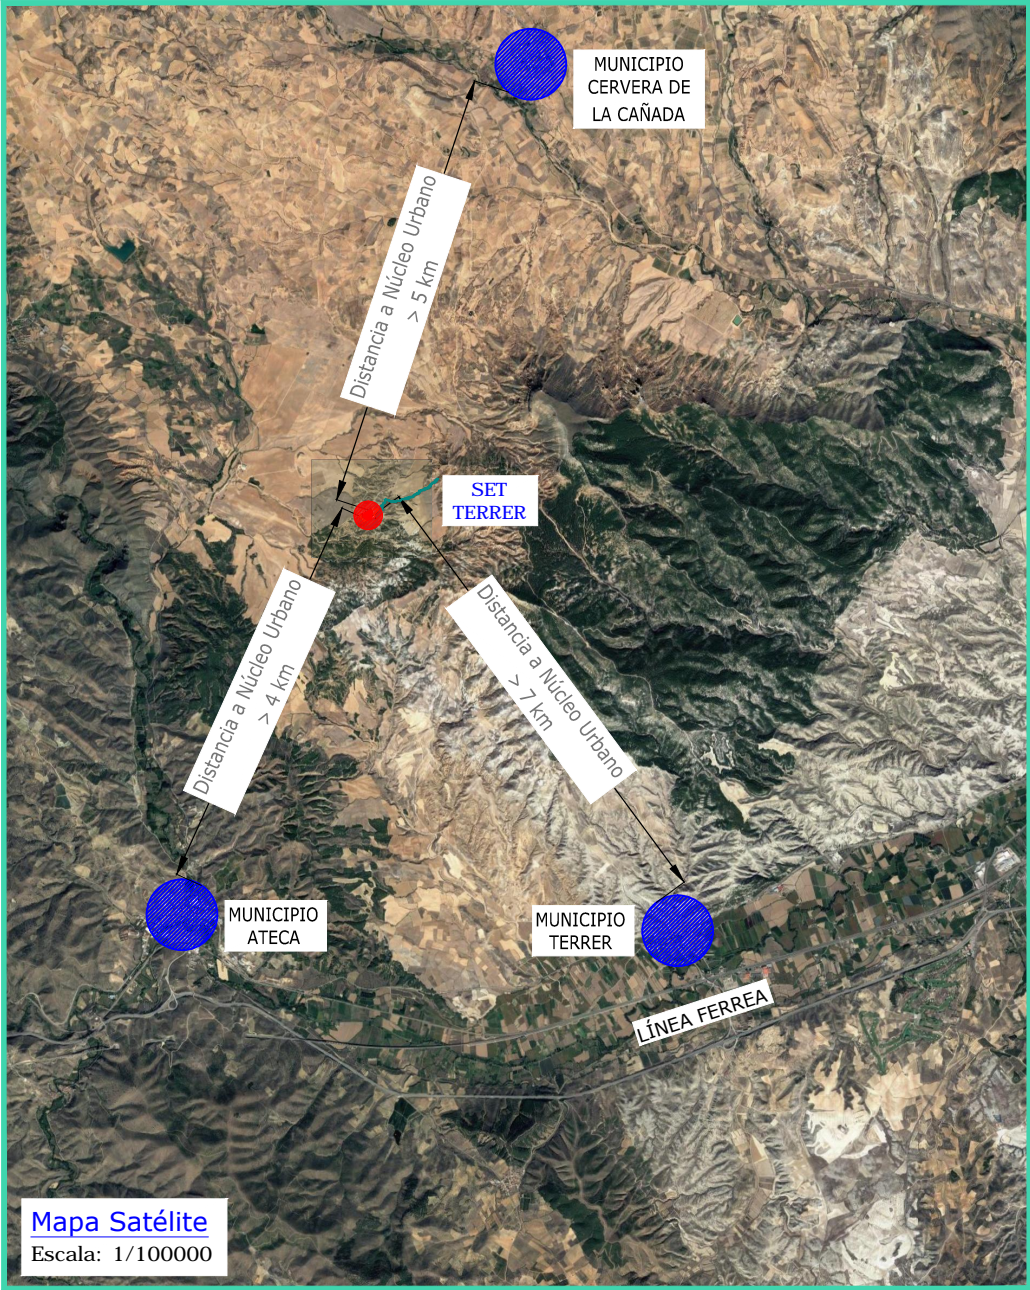 MUNICIPIO
CERVERA DE
LA CAÑADA
Distancia a Núcleo Urbano
> 5 km
SET
TERRER
Distancia a Núcleo Urbano
> 4 km
Distancia a Núcleo Urbano
> 7 km
MUNICIPIO
ATECA
MUNICIPIO
TERRER
LÍNEA FERREA
Mapa Satélite
Escala: 1/100000